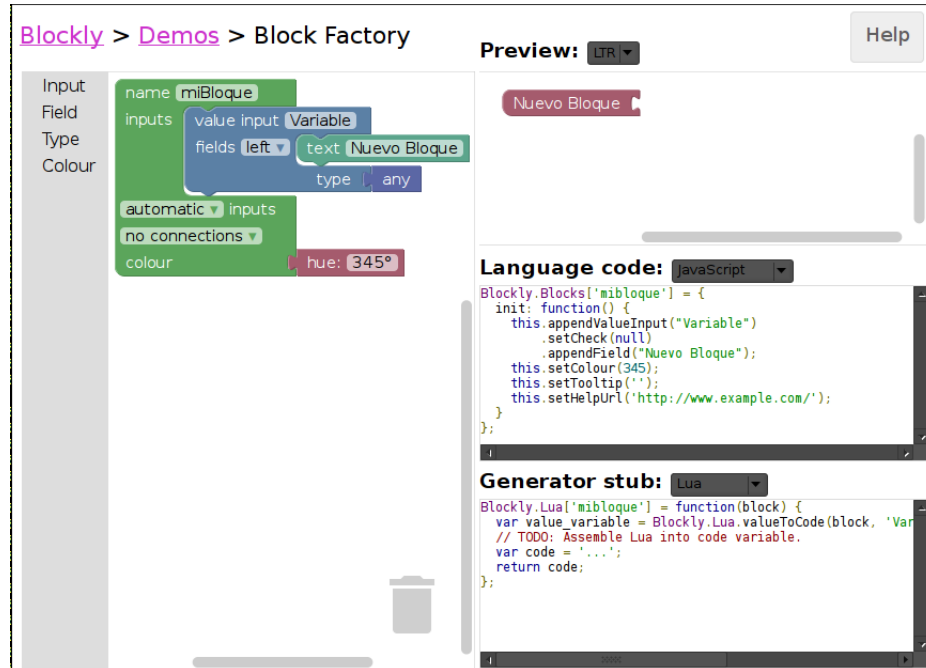 Blockly > Demos > Block Factory
Help
Input
Field
Type
Colour
name miBloque
inputs value input Variable
fields left ▾ text Nuevo Bloque
type any
automatic ▾ inputs
no connections ▾
colour hue: 345°
Preview: LTR
Nuevo Bloque
Language code: JavaScript
Blockly.Blocks['mibloque'] = {
  init: function() {
    this.appendValueInput("Variable")
        .setCheck(null)
        .appendField("Nuevo Bloque");
    this.setColour(345);
    this.setTooltip('');
    this.setHelpUrl('http://www.example.com/');
  }
};
Generator stub: Lua
Blockly.Lua['mibloque'] = function(block) {
  var value_variable = Blockly.Lua.valueToCode(block, 'Var
  // TODO: Assemble Lua into code variable.
  var code = '...';
  return code;
};